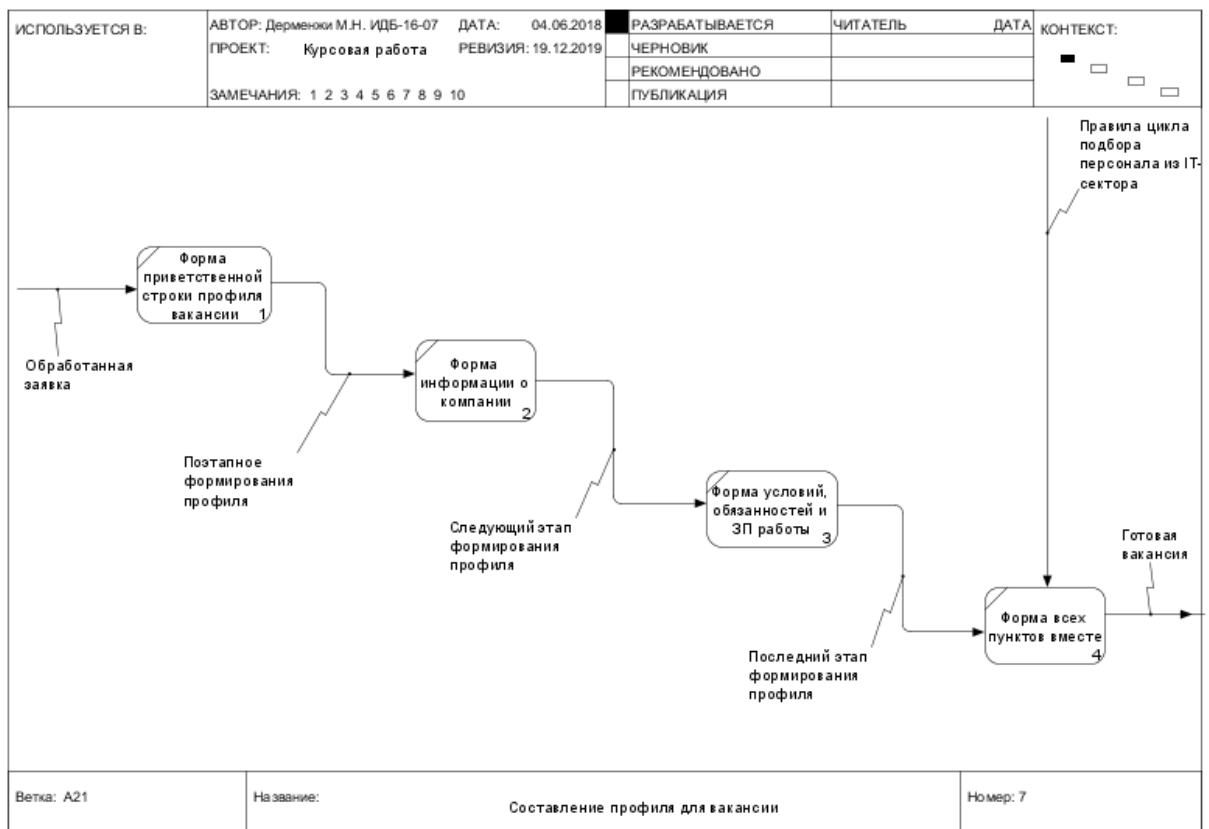 ИСПОЛЬЗУЕТСЯ В:
АВТОР: Дерменжи М.Н. ИДБ-16-07
ДАТА: 04.06.2018
ПРОЕКТ: Курсовая работа
РЕВИЗИЯ: 19.12.2019
ЗАМЕЧАНИЯ: 1 2 3 4 5 6 7 8 9 10
РАЗРАБАТЫВАЕТСЯ
ЧЕРНОВИК
РЕКОМЕНДОВАНО
ПУБЛИКАЦИЯ
ЧИТАТЕЛЬ
ДАТА
КОНТЕКСТ:
Правила цикла
подбора
персонала из IT-
сектора
Форма
приветственной
строки профиля
вакансии 1
Обработанная
заявка
Форма
информации о
компании
2
Поэтапное
формирования
профиля
Форма условий,
обязанностей и
ЗП работы 3
Следующий этап
формирования
профиля
Готовая
вакансия
Форма всех
пунктов вместе
4
Последний этап
формирования
профиля
Ветка: A21
Название:
Составление профиля для вакансии
Номер: 7